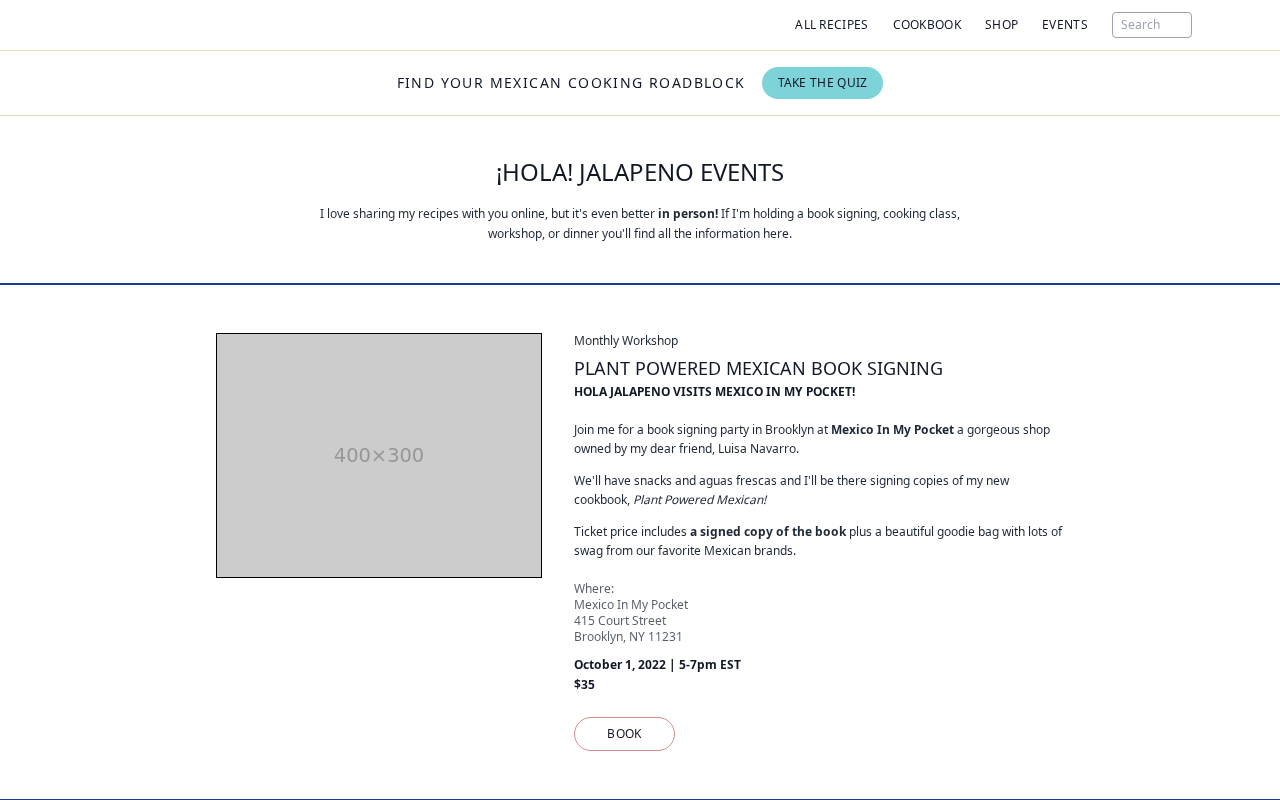 ALL RECIPES COOKBOOK SHOP EVENTS Search
FIND YOUR MEXICAN COOKING ROADBLOCK TAKE THE QUIZ
¡HOLA! JALAPENO EVENTS
I love sharing my recipes with you online, but it's even better in person! If I'm holding a book signing, cooking class,
workshop, or dinner you'll find all the information here.
400×300
Monthly Workshop
PLANT POWERED MEXICAN BOOK SIGNING
HOLA JALAPENO VISITS MEXICO IN MY POCKET!
Join me for a book signing party in Brooklyn at Mexico In My Pocket a gorgeous shop
owned by my dear friend, Luisa Navarro.
We'll have snacks and aguas frescas and I'll be there signing copies of my new
cookbook, Plant Powered Mexican!
Ticket price includes a signed copy of the book plus a beautiful goodie bag with lots of
swag from our favorite Mexican brands.
Where:
Mexico In My Pocket
415 Court Street
Brooklyn, NY 11231
October 1, 2022 | 5-7pm EST
$35
BOOK